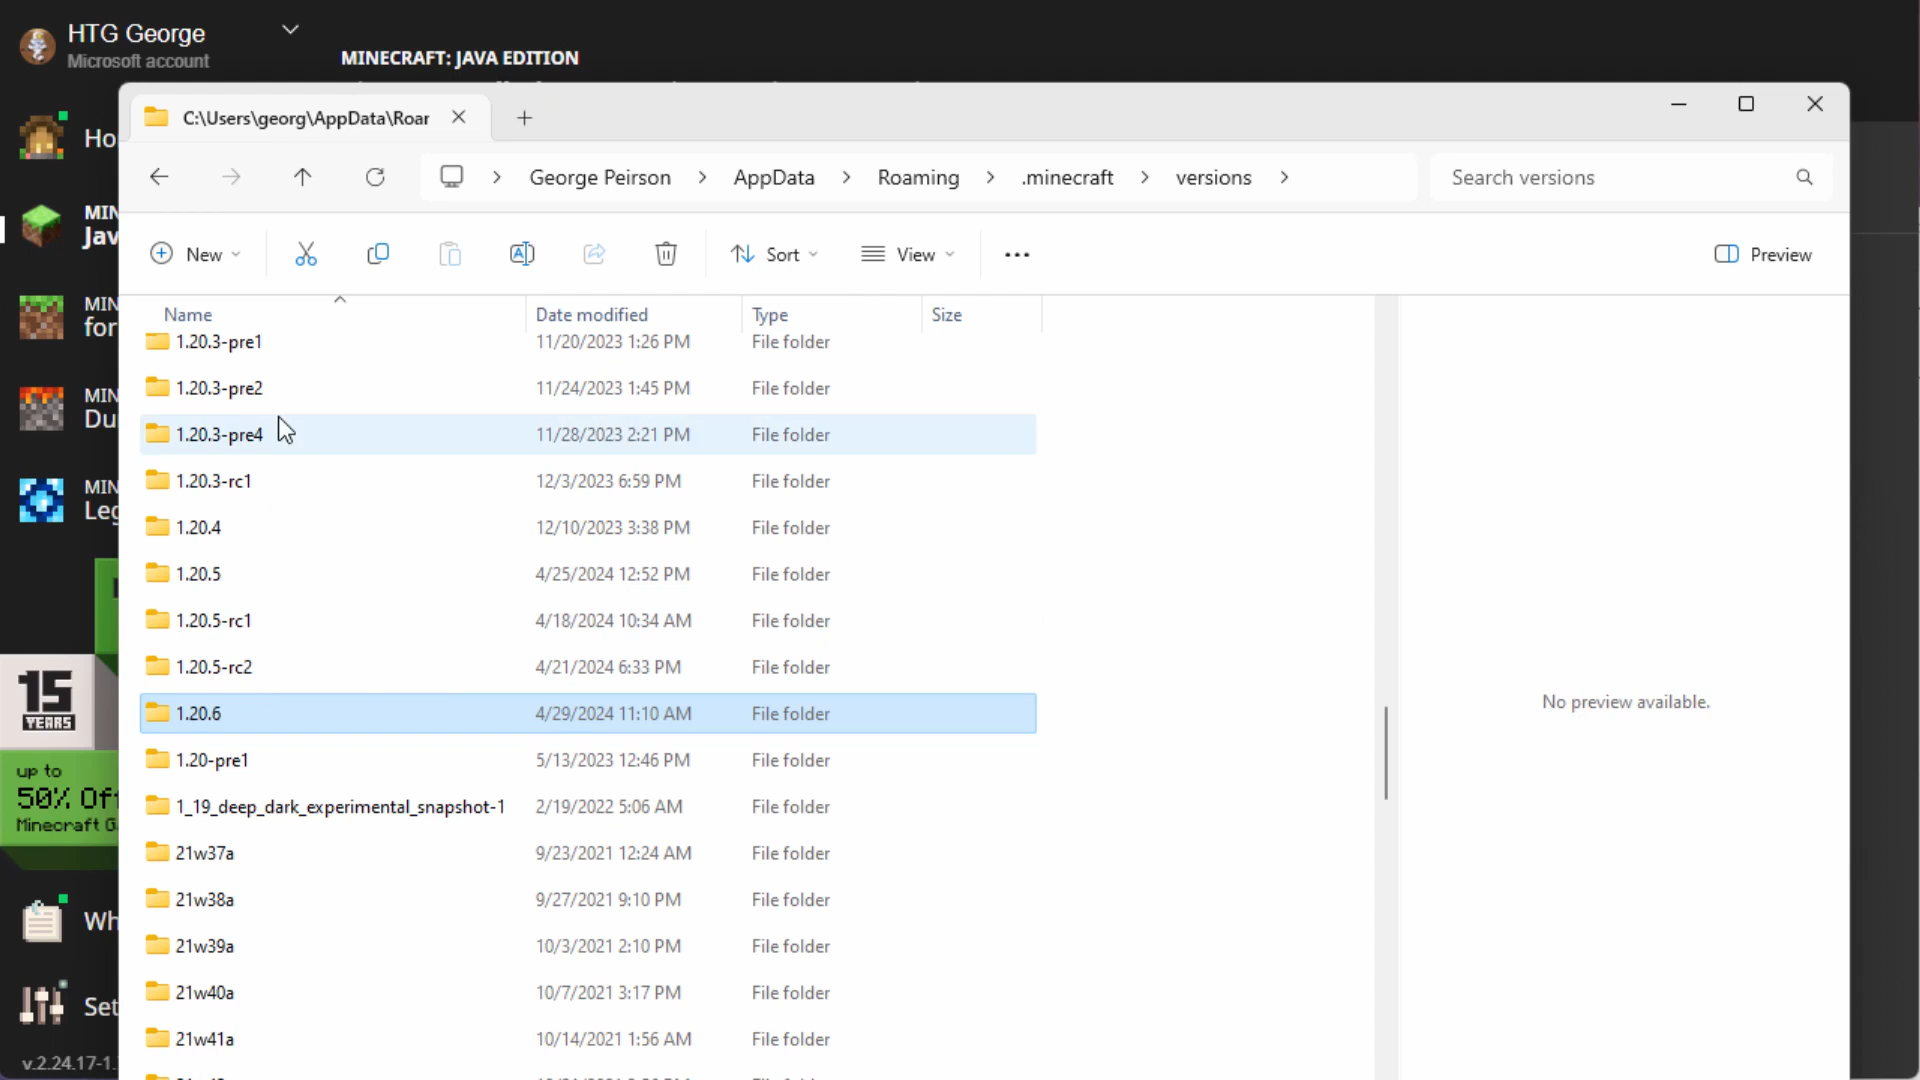 HTG George
Microsoft account
MINECRAFT: JAVA EDITION
C:\Users\georg\AppData\Roar
Ho
MIN
Jav
MIN
for
MIN
Du
MIN
Leg
15
YEARS
up to
50% Off
Minecraft G
Wh
Set
v.2.24.17-1.
George Peirson
AppData
Roaming
.minecraft
versions
Search versions
New
Sort
View
Preview
Name Date modified Type Size
1.20.3-pre1 11/20/2023 1:26 PM File folder
1.20.3-pre2 11/24/2023 1:45 PM File folder
1.20.3-pre4 11/28/2023 2:21 PM File folder
1.20.3-rc1 12/3/2023 6:59 PM File folder
1.20.4 12/10/2023 3:38 PM File folder
1.20.5 4/25/2024 12:52 PM File folder
1.20.5-rc1 4/18/2024 10:34 AM File folder
1.20.5-rc2 4/21/2024 6:33 PM File folder
1.20.6 4/29/2024 11:10 AM File folder
1.20-pre1 5/13/2023 12:46 PM File folder
1_19_deep_dark_experimental_snapshot-1 2/19/2022 5:06 AM File folder
21w37a 9/23/2021 12:24 AM File folder
21w38a 9/27/2021 9:10 PM File folder
21w39a 10/3/2021 2:10 PM File folder
21w40a 10/7/2021 3:17 PM File folder
21w41a 10/14/2021 1:56 AM File folder
No preview available.